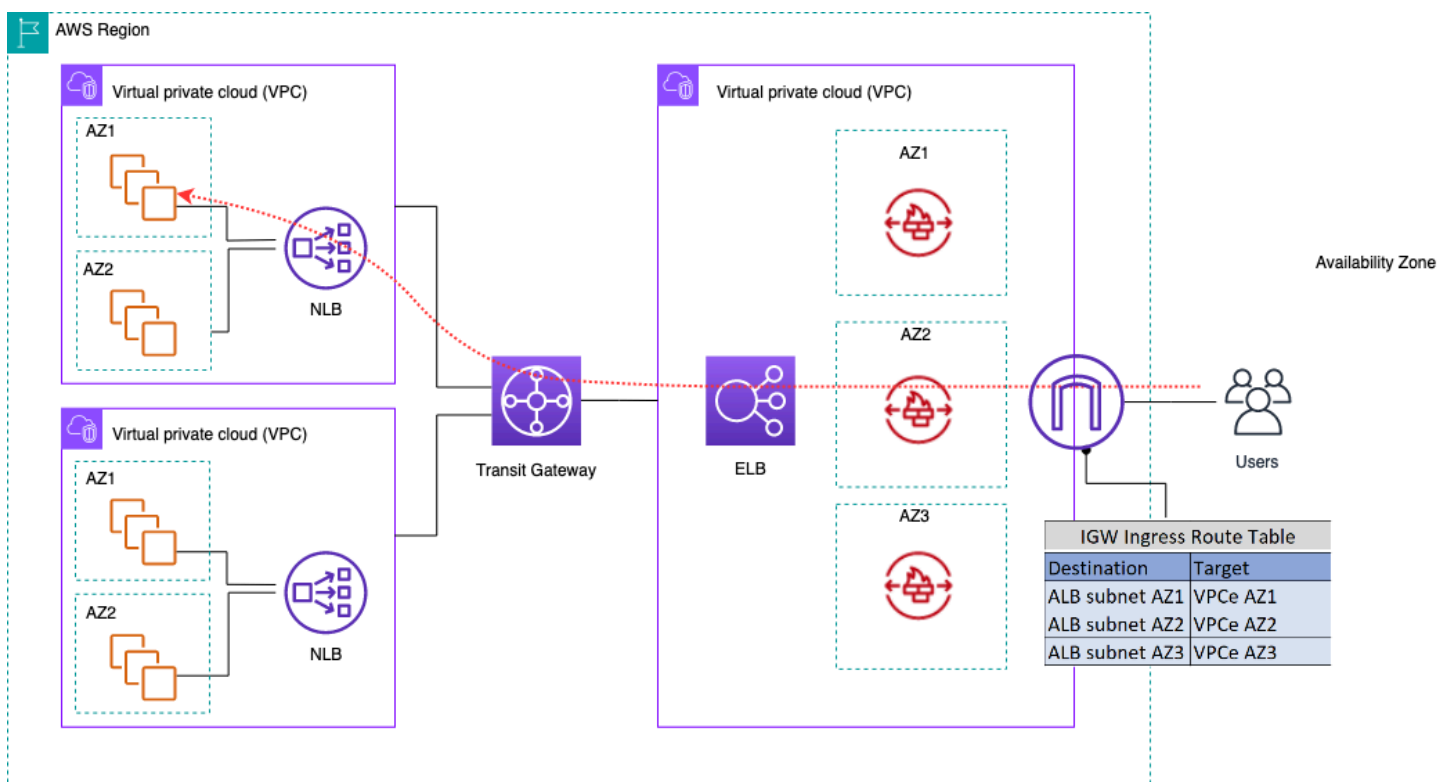 AWS Region
Virtual private cloud (VPC)
AZ1
AZ2
NLB
Virtual private cloud (VPC)
AZ1
AZ2
NLB
Transit Gateway
Virtual private cloud (VPC)
AZ1
AZ2
AZ3
ELB
Users
Availability Zone
IGW Ingress Route Table
Destination Target
ALB subnet AZ1 VPCe AZ1
ALB subnet AZ2 VPCe AZ2
ALB subnet AZ3 VPCe AZ3